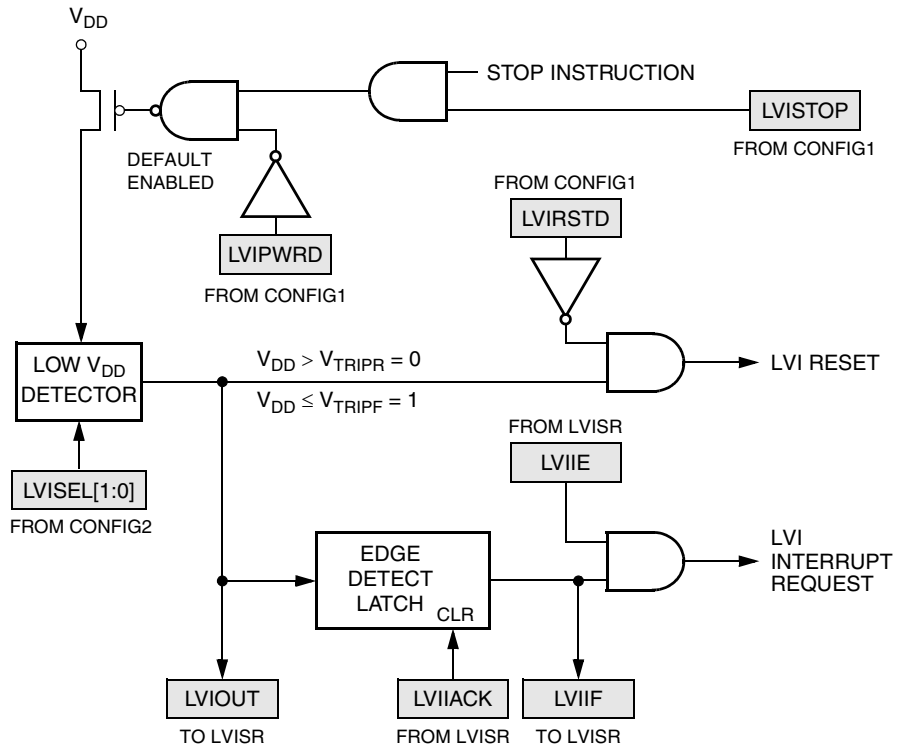 VDD
STOP INSTRUCTION
LVISTOP
FROM CONFIG1
DEFAULT
ENABLED
LVIPWRD
FROM CONFIG1
FROM CONFIG1
LVIRSTD
LOW VDD
DETECTOR
VDD > VTRIPR = 0
VDD ≤ VTRIPF = 1
LVI RESET
LVISEL[1:0]
FROM CONFIG2
FROM LVISR
LVIIE
EDGE
DETECT
LATCH
CLR
LVI
INTERRUPT
REQUEST
LVIOUT
TO LVISR
LVIIACK
FROM LVISR
LVIIF
TO LVISR